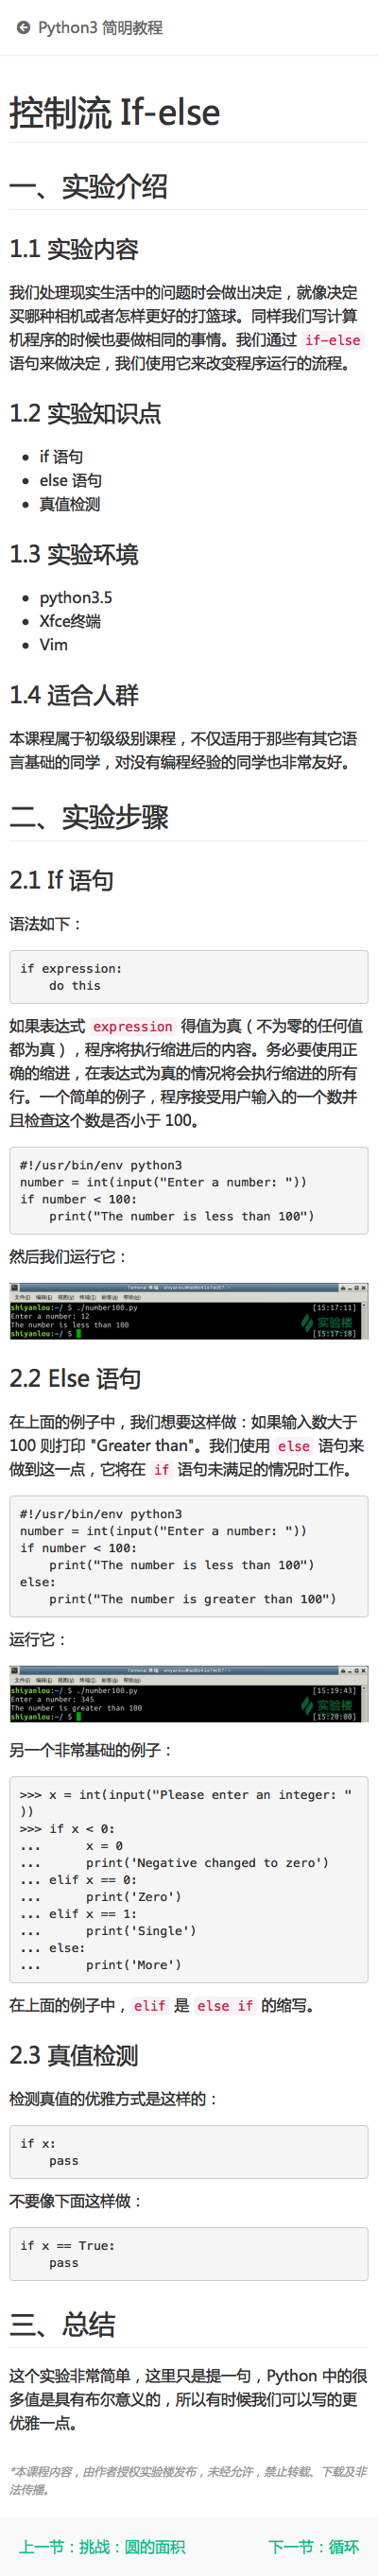 Python3 简明教程
控制流 If-else
一、实验介绍
1.1 实验内容
我们处理现实生活中的问题时会做出决定，就像决定
买哪种相机或者怎样更好的打篮球。同样我们写计算
机程序的时候也要做相同的事情。我们通过 if-else
语句来做决定，我们使用它来改变程序运行的流程。
1.2 实验知识点
if 语句
else 语句
真值检测
1.3 实验环境
python3.5
Xfce终端
Vim
1.4 适合人群
本课程属于初级级别课程，不仅适用于那些有其它语
言基础的同学，对没有编程经验的同学也非常友好。
二、实验步骤
2.1 If 语句
语法如下：
if expression:
    do this
如果表达式 expression 得值为真（不为零的任何值
都为真），程序将执行缩进后的内容。务必要使用正
确的缩进，在表达式为真的情况将会执行缩进的所有
行。一个简单的例子，程序接受用户输入的一个数并
且检查这个数是否小于 100。
#!/usr/bin/env python3
number = int(input("Enter a number: "))
if number < 100:
    print("The number is less than 100")
然后我们运行它：
文件(F) 编辑(E) 视图(V) 终端(T) 标签(A) 帮助(H)
shiyanlou:~/ $ ./number100.py [15:17:11]
Enter a number: 12
The number is less than 100
实验楼
shiyanlou:~/ $ [15:17:18]
2.2 Else 语句
在上面的例子中，我们想要这样做：如果输入数大于
100 则打印 "Greater than"。我们使用 else 语句来
做到这一点，它将在 if 语句未满足的情况时工作。
#!/usr/bin/env python3
number = int(input("Enter a number: "))
if number < 100:
    print("The number is less than 100")
else:
    print("The number is greater than 100")
运行它：
文件(F) 编辑(E) 视图(V) 终端(T) 标签(A) 帮助(H)
shiyanlou:~/ $ ./number100.py [15:19:43]
Enter a number: 345
The number is greater than 100
实验楼
shiyanlou:~/ $ [15:20:00]
另一个非常基础的例子：
>>> x = int(input("Please enter an integer: "
))
>>> if x < 0:
...      x = 0
...      print('Negative changed to zero')
... elif x == 0:
...      print('Zero')
... elif x == 1:
...      print('Single')
... else:
...      print('More')
在上面的例子中，elif 是 else if 的缩写。
2.3 真值检测
检测真值的优雅方式是这样的：
if x:
    pass
不要像下面这样做：
if x == True:
    pass
三、总结
这个实验非常简单，这里只是提一句，Python 中的很
多值是具有布尔意义的，所以有时候我们可以写的更
优雅一点。
*本课程内容，由作者授权实验楼发布，未经允许，禁止转载、下载及非
法传播。
上一节：挑战：圆的面积 下一节：循环